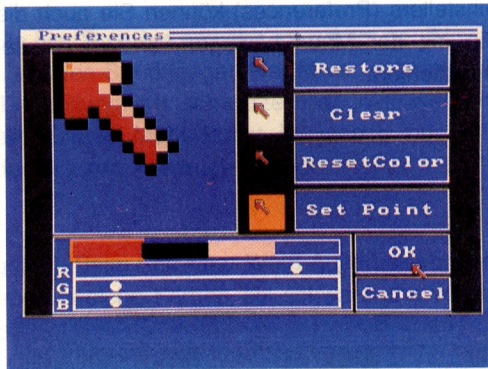 Preferences
Restore
Clear
ResetColor
Set Point
OK
R
G
B
Cancel